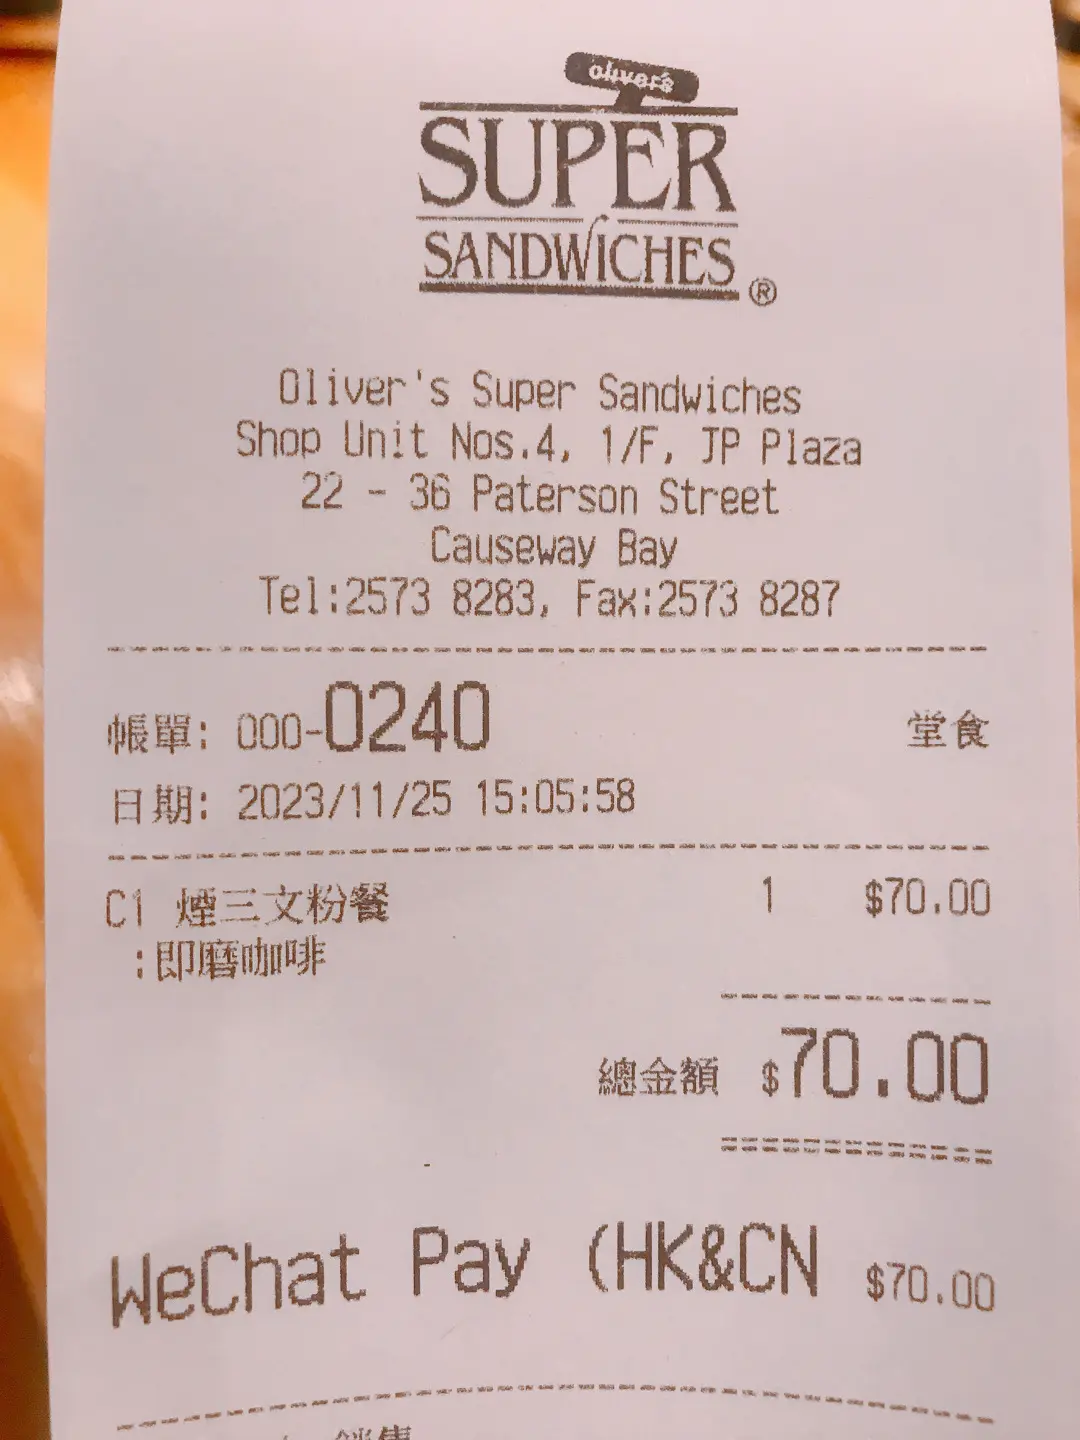 oliver's
SUPER
SANDWiCHES
®
Oliver's Super Sandwiches
Shop Unit Nos.4, 1/F, JP Plaza
22 - 36 Paterson Street
Causeway Bay
Tel:2573 8283, Fax:2573 8287
帳單: 000-0240 堂食
日期: 2023/11/25 15:05:58
C1 煙三文粉餐 1 $70.00
:即磨咖啡
總金額 $70.00
WeChat Pay (HK&CN $70.00